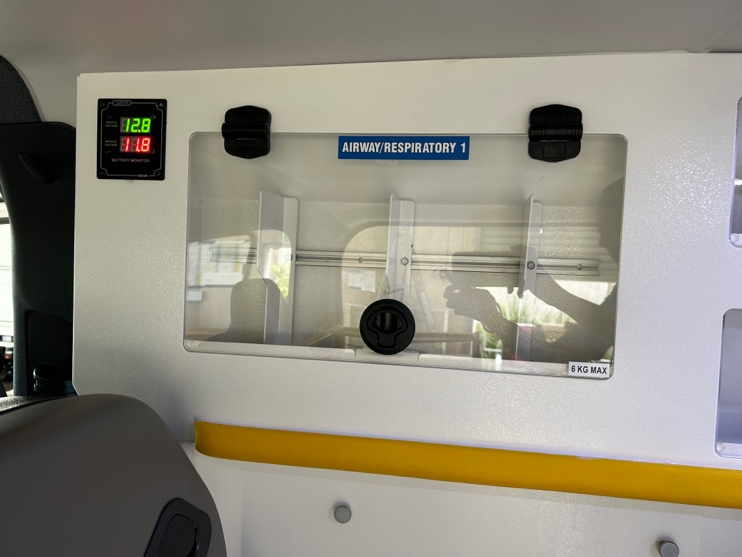 12.8
11.8
BATTERY MONITOR
AIRWAY/RESPIRATORY 1
6 KG MAX